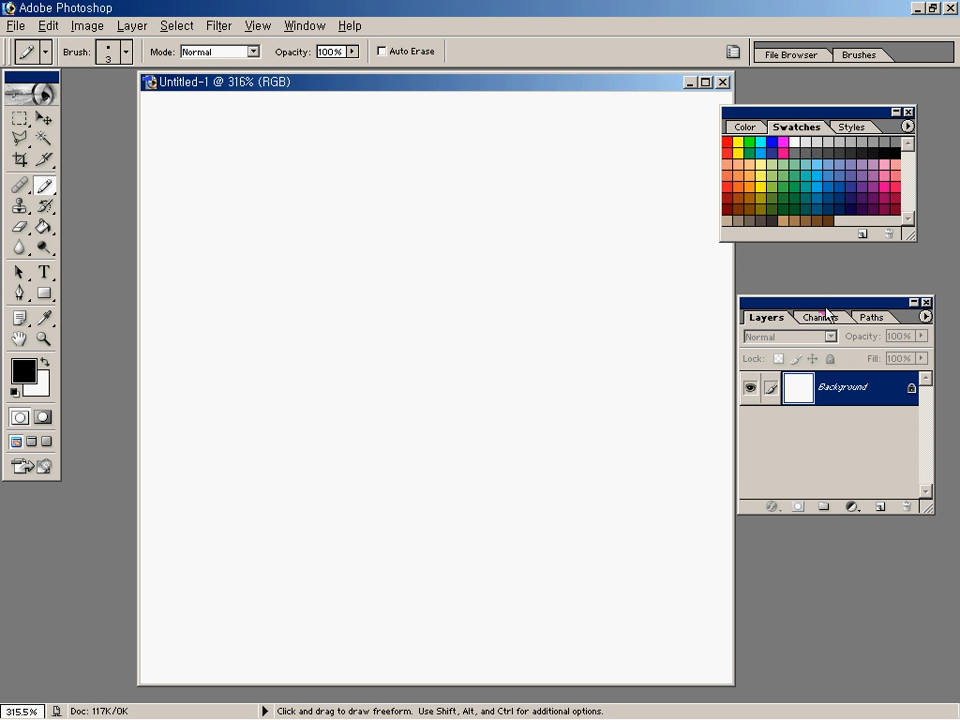 Adobe Photoshop
File Edit Image Layer Select Filter View Window Help
Brush: 3 Mode: Normal Opacity: 100% Auto Erase File Browser Brushes
Untitled-1 @ 316% (RGB)
Color Swatches Styles
Layers Channels Paths
Normal Opacity: 100%
Lock: Fill: 100%
Background
T
315.5% Doc: 117K/0K Click and drag to draw freeform. Use Shift, Alt, and Ctrl for additional options.